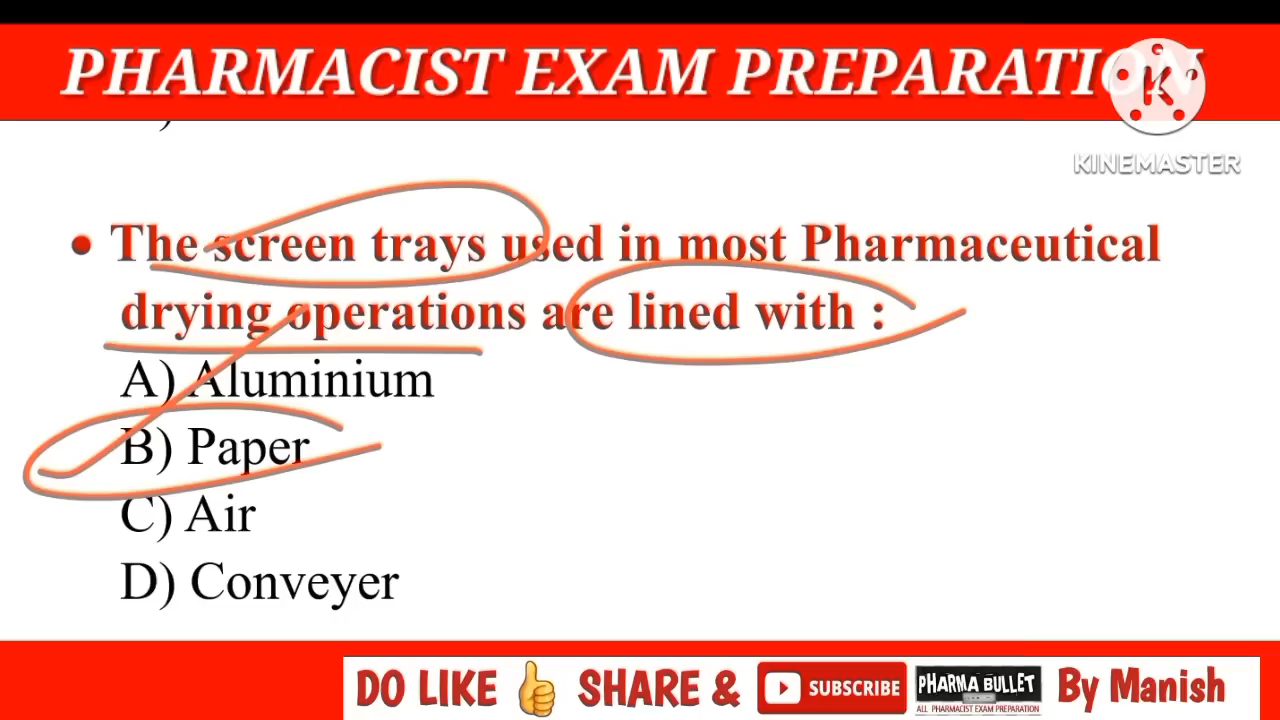 PHARMACIST EXAM PREPARATION
KINEMASTER
• The screen trays used in most Pharmaceutical
drying operations are lined with :
A) Aluminium
B) Paper
C) Air
D) Conveyer
DO LIKE SHARE & SUBSCRIBE PHARMA BULLET By Manish
ALL PHARMACIST EXAM PREPARATION